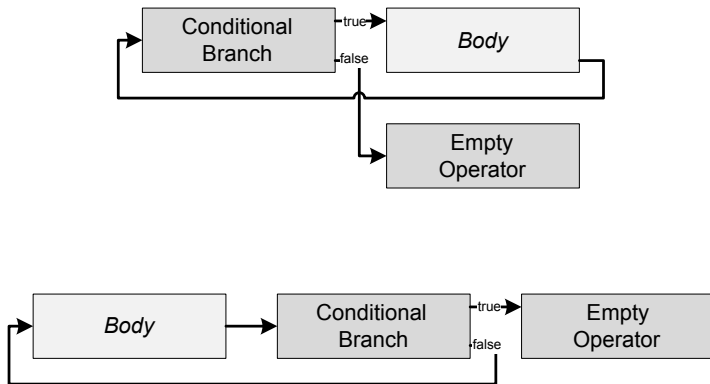 Conditional
Branch
true
Body
false
Empty
Operator
Body
Conditional
Branch
true
Empty
Operator
false